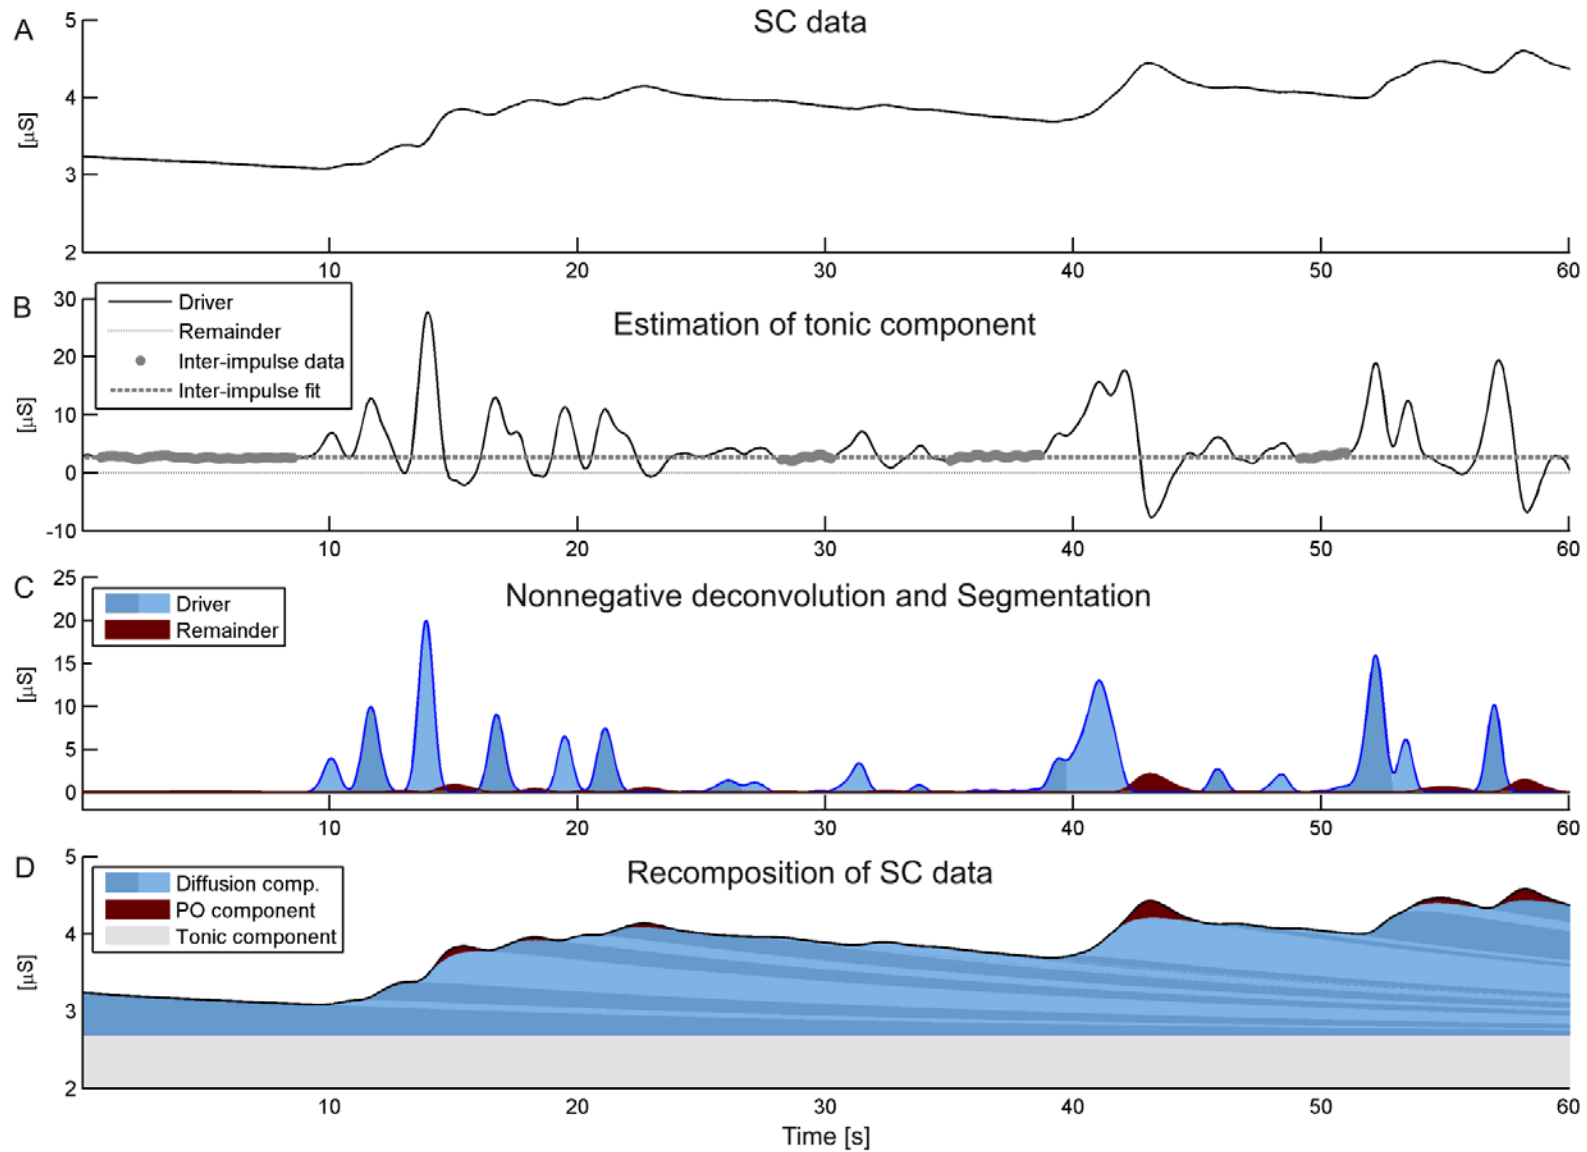 A
SC data
5
4
3
2
[µS]
10 20 30 40 50 60
B
Estimation of tonic component
Driver
Remainder
Inter-impulse data
Inter-impulse fit
30
20
10
0
-10
[µS]
10 20 30 40 50 60
C
Nonnegative deconvolution and Segmentation
Driver
Remainder
25
20
15
10
5
0
[µS]
10 20 30 40 50 60
D
Recomposition of SC data
Diffusion comp.
PO component
Tonic component
5
4
3
2
[µS]
10 20 30 40 50 60
Time [s]